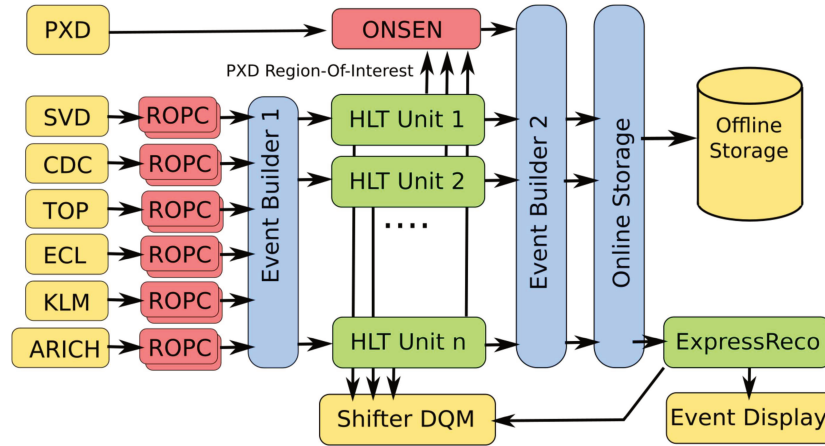 PXD
ONSEN
PXD Region-Of-Interest
SVD
ROPC
CDC
ROPC
TOP
ROPC
ECL
ROPC
KLM
ROPC
ARICH
ROPC
Event Builder 1
HLT Unit 1
HLT Unit 2
....
HLT Unit n
Event Builder 2
Online Storage
Offline
Storage
ExpressReco
Shifter DQM
Event Display